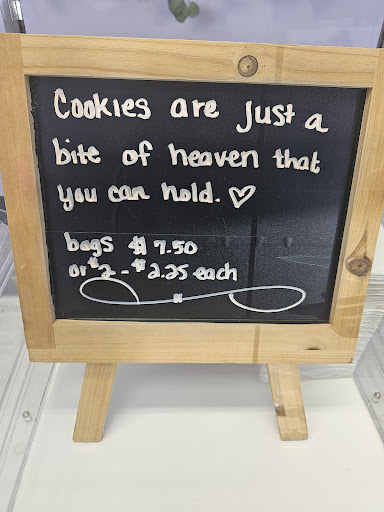 Cookies are just a
bite of heaven that
you can hold. ♡
bags $7.50
or $2 - $2.25 each